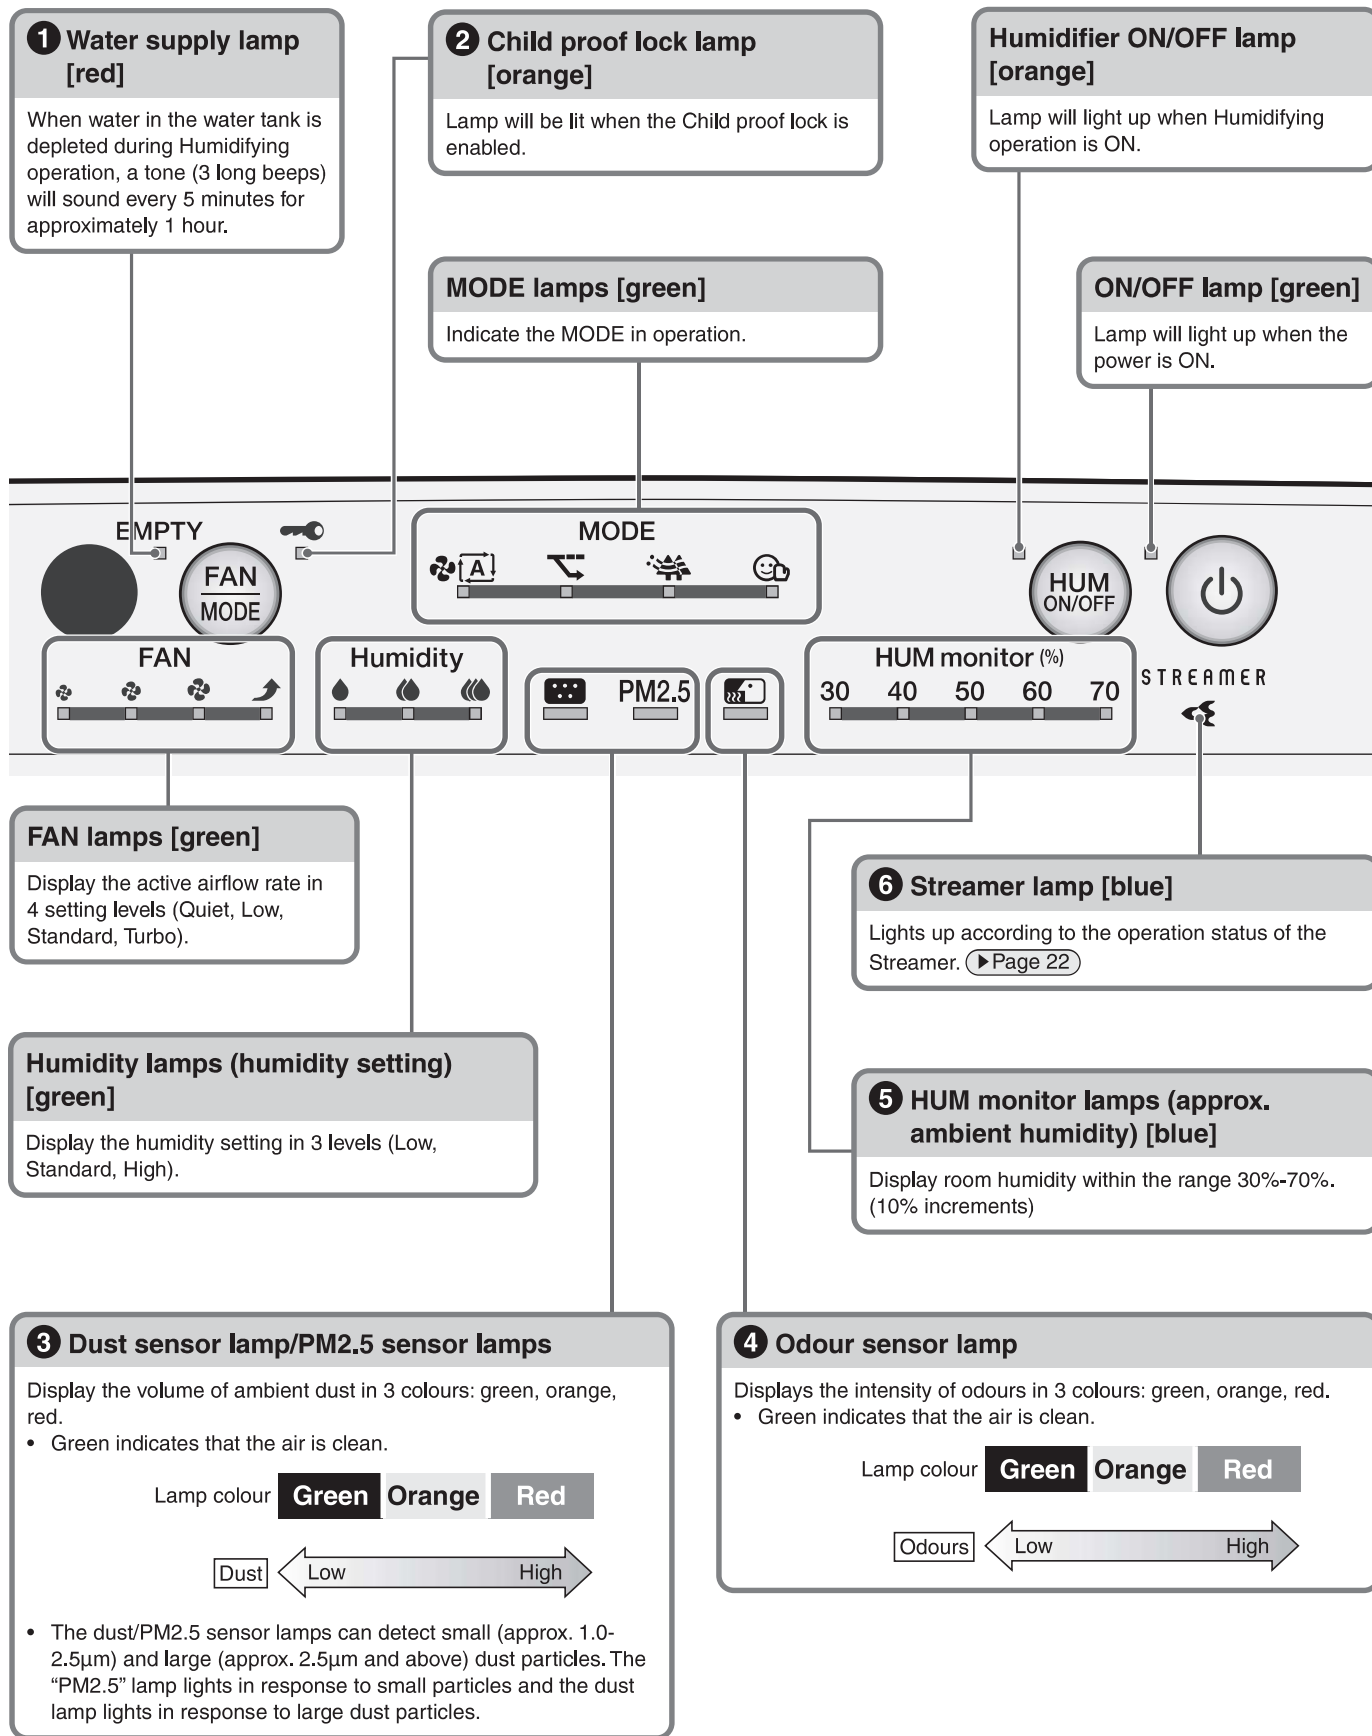 1 Water supply lamp
[red]
When water in the water tank is
depleted during Humidifying
operation, a tone (3 long beeps)
will sound every 5 minutes for
approximately 1 hour.
2 Child proof lock lamp
[orange]
Lamp will be lit when the Child proof lock is
enabled.
Humidifier ON/OFF lamp
[orange]
Lamp will light up when Humidifying
operation is ON.
MODE lamps [green]
Indicate the MODE in operation.
ON/OFF lamp [green]
Lamp will light up when the
power is ON.
EMPTY
FAN
MODE
MODE
A
HUM
ON/OFF
FAN
Humidity
PM2.5
HUM monitor (%)
30 40 50 60 70
STREAMER
FAN lamps [green]
Display the active airflow rate in
4 setting levels (Quiet, Low,
Standard, Turbo).
6 Streamer lamp [blue]
Lights up according to the operation status of the
Streamer. ▶Page 22
Humidity lamps (humidity setting)
[green]
Display the humidity setting in 3 levels (Low,
Standard, High).
5 HUM monitor lamps (approx.
ambient humidity) [blue]
Display room humidity within the range 30%-70%.
(10% increments)
3 Dust sensor lamp/PM2.5 sensor lamps
Display the volume of ambient dust in 3 colours: green, orange,
red.
• Green indicates that the air is clean.
Lamp colour Green Orange Red
Dust Low High
• The dust/PM2.5 sensor lamps can detect small (approx. 1.0-
2.5μm) and large (approx. 2.5μm and above) dust particles. The
“PM2.5” lamp lights in response to small particles and the dust
lamp lights in response to large dust particles.
4 Odour sensor lamp
Displays the intensity of odours in 3 colours: green, orange, red.
• Green indicates that the air is clean.
Lamp colour Green Orange Red
Odours Low High